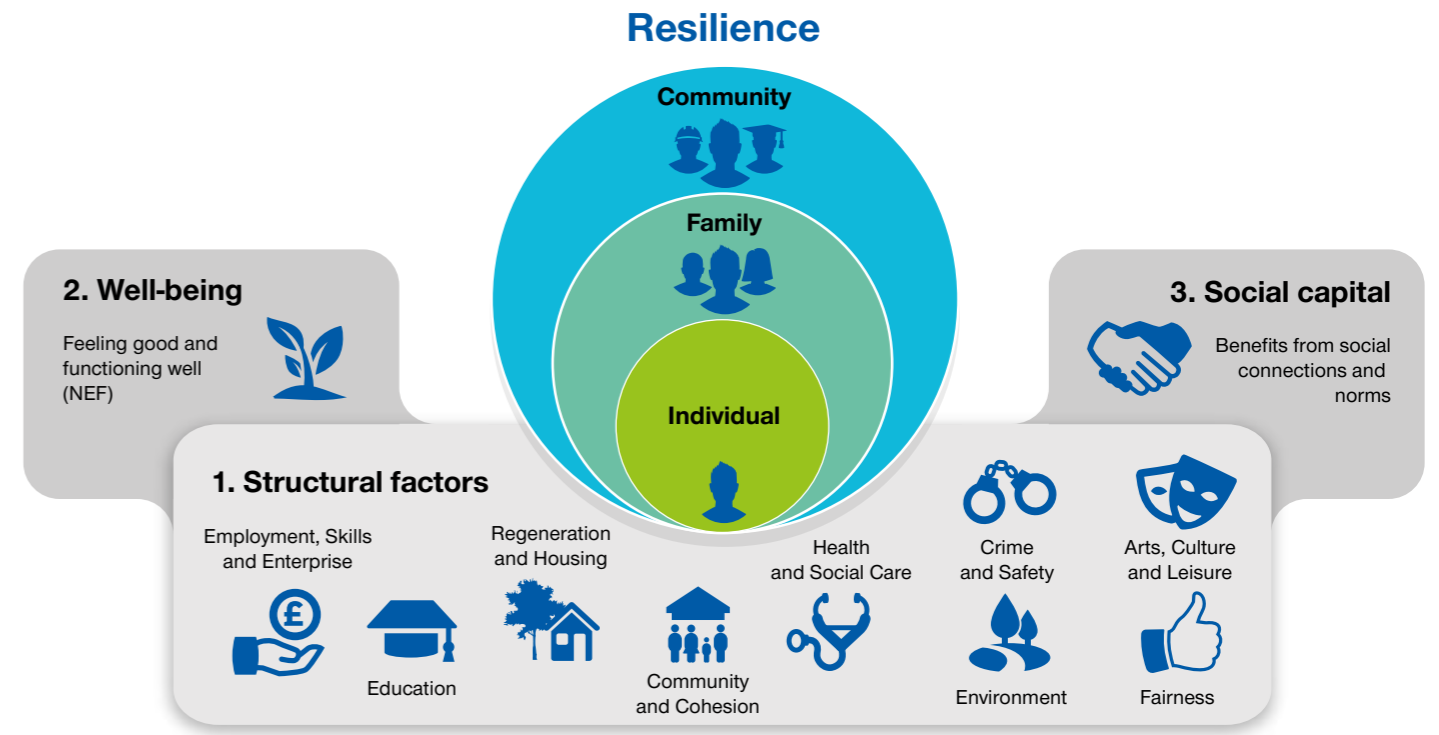 Resilience
Community
Family
Individual
2. Well-being
Feeling good and
functioning well
(NEF)
3. Social capital
Benefits from social
connections and
norms
1. Structural factors
Employment, Skills
and Enterprise
£
Education
Regeneration
and Housing
Community
and Cohesion
Health
and Social Care
Crime
and Safety
Environment
Arts, Culture
and Leisure
Fairness